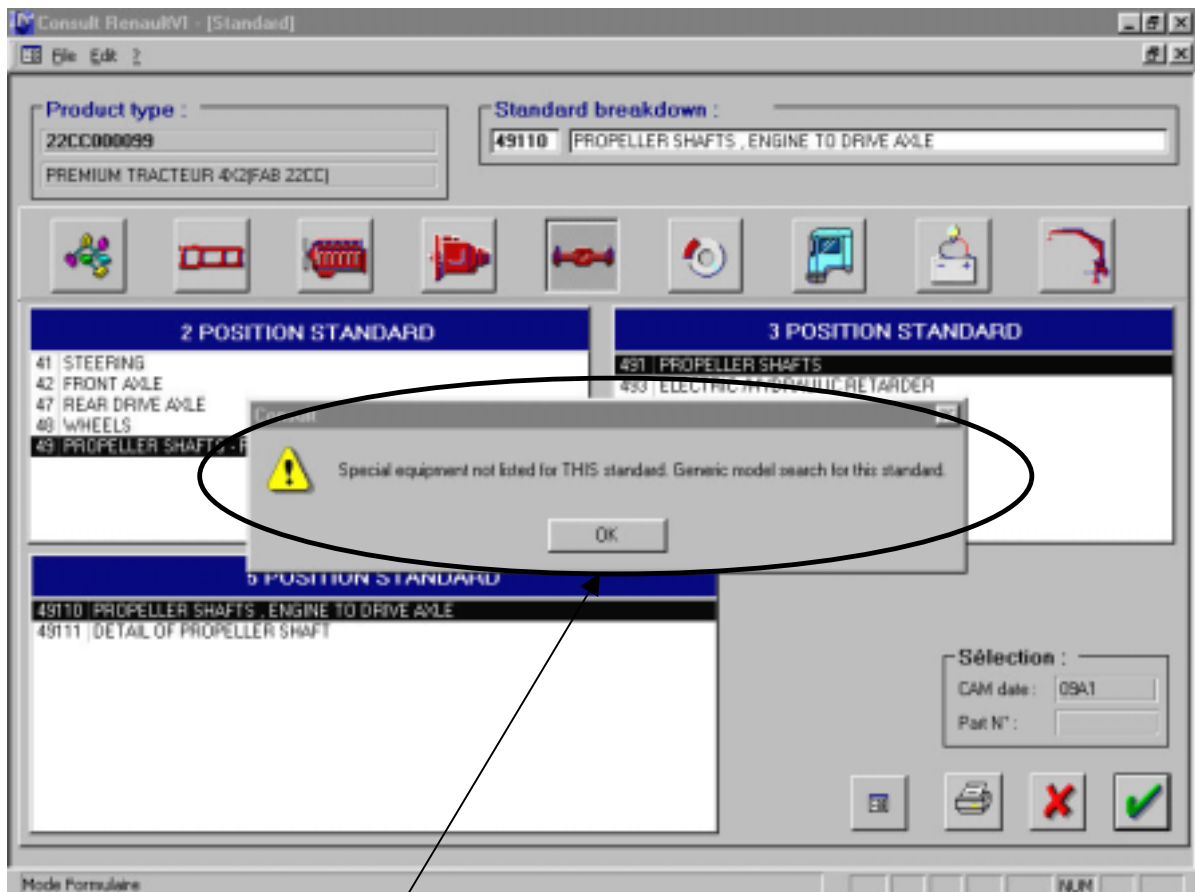 Consult RenaultVI - [Standard]
File Edit ?
Product type :
22CC000099
PREMIUM TRACTEUR 4X2(FAB 22CC)
Standard breakdown :
49110 PROPELLER SHAFTS , ENGINE TO DRIVE AXLE
2 POSITION STANDARD
41 STEERING
42 FRONT AXLE
47 REAR DRIVE AXLE
48 WHEELS
49 PROPELLER SHAFTS - R
3 POSITION STANDARD
491 PROPELLER SHAFTS
493 ELECTRIC /HYDRAULIC RETARDER
Consult
Special equipment not listed for THIS standard. Generic model search for this standard.
OK
5 POSITION STANDARD
49110 PROPELLER SHAFTS , ENGINE TO DRIVE AXLE
49111 DETAIL OF PROPELLER SHAFT
Sélection :
CAM date : 09A1
Part N° :
Mode Formulaire
NUM